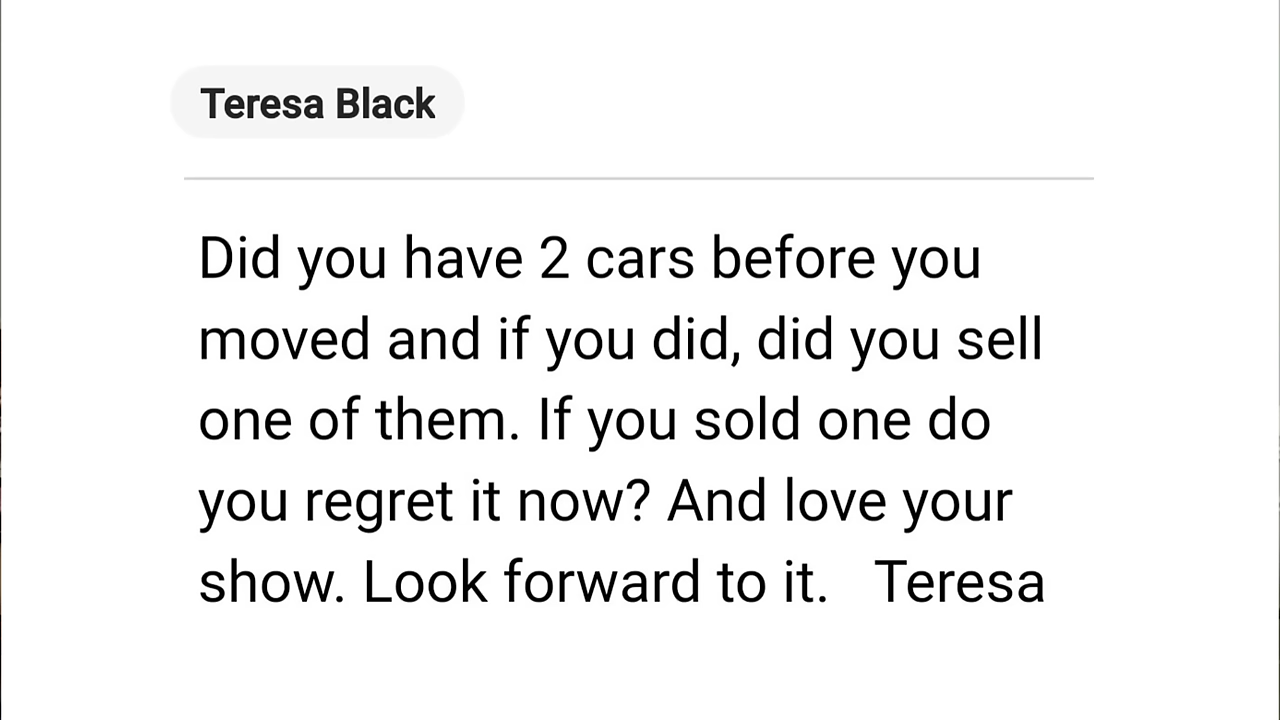 Teresa Black
Did you have 2 cars before you
moved and if you did, did you sell
one of them. If you sold one do
you regret it now? And love your
show. Look forward to it.   Teresa